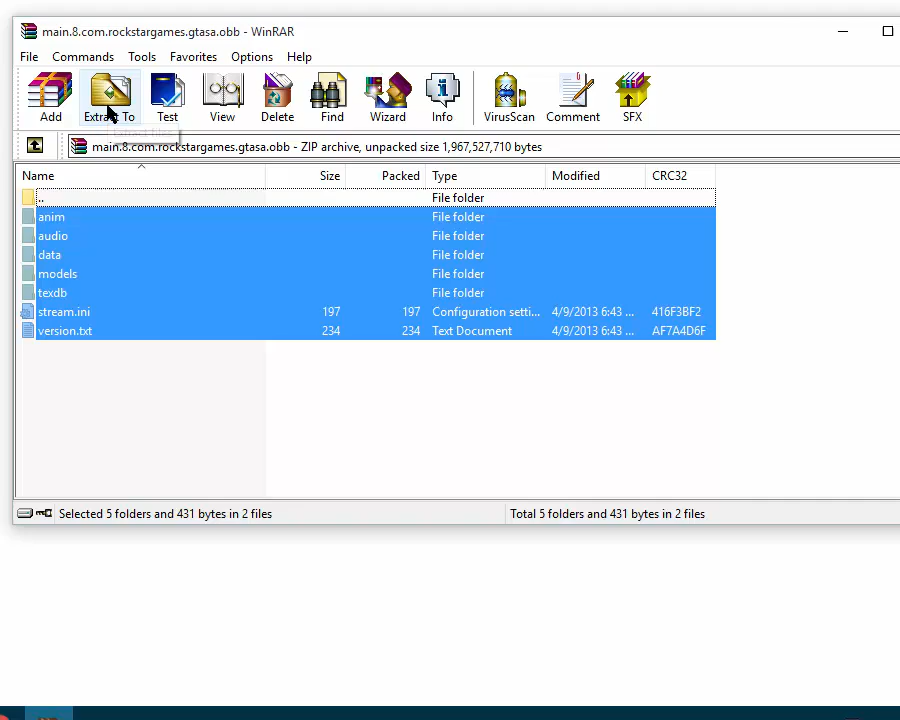 main.8.com.rockstargames.gtasa.obb - WinRAR
File Commands Tools Favorites Options Help
Add Extract To Test View Delete Find Wizard Info VirusScan Comment SFX
main.8.com.rockstargames.gtasa.obb - ZIP archive, unpacked size 1,967,527,710 bytes
Name Size Packed Type Modified CRC32
.. File folder
anim File folder
audio File folder
data File folder
models File folder
texdb File folder
stream.ini 197 197 Configuration setti... 4/9/2013 6:43 ... 416F3BF2
version.txt 234 234 Text Document 4/9/2013 6:43 ... AF7A4D6F
Selected 5 folders and 431 bytes in 2 files
Total 5 folders and 431 bytes in 2 files